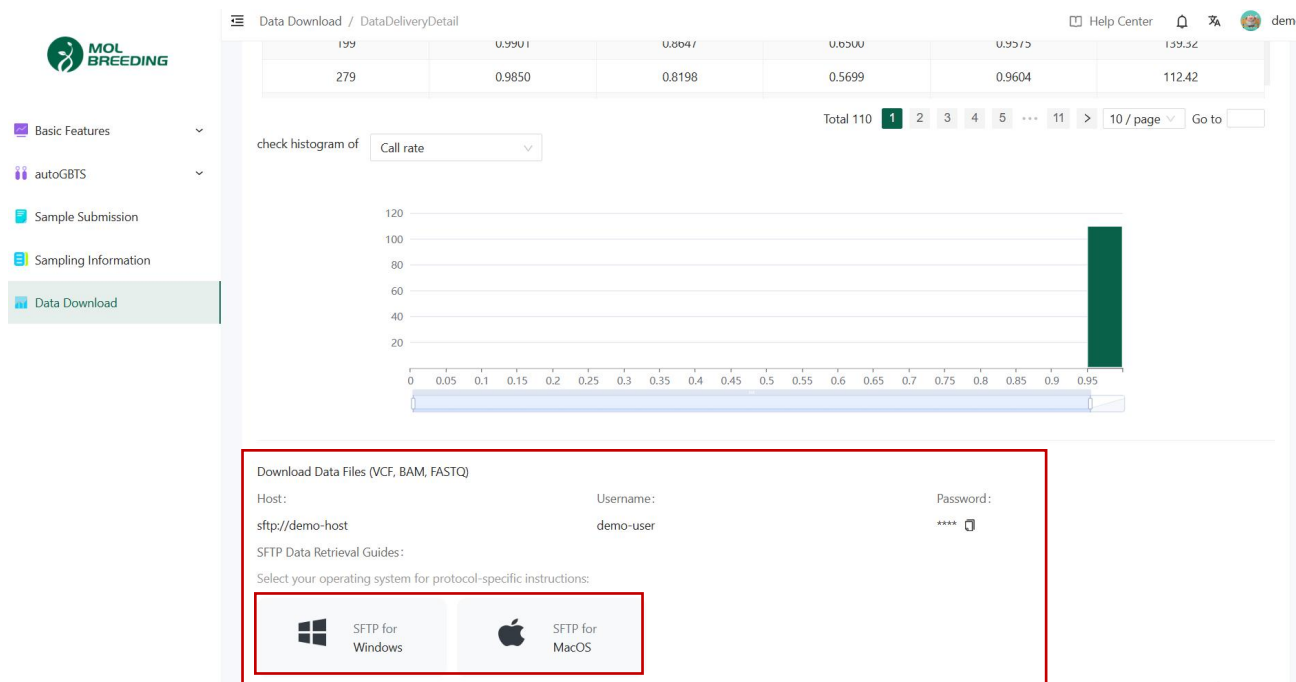 Data Download / DataDeliveryDetail
Help Center
dem
MOL
BREEDING
Basic Features
autoGBTS
Sample Submission
Sampling Information
Data Download
199 0.9901 0.8647 0.6500 0.9575 139.32
279 0.9850 0.8198 0.5699 0.9604 112.42
Total 110 1 2 3 4 5 ··· 11 > 10 / page Go to
check histogram of Call rate
120
100
80
60
40
20
0 0.05 0.1 0.15 0.2 0.25 0.3 0.35 0.4 0.45 0.5 0.55 0.6 0.65 0.7 0.75 0.8 0.85 0.9 0.95
Download Data Files (VCF, BAM, FASTQ)
Host: Username: Password:
sftp://demo-host demo-user ****
SFTP Data Retrieval Guides:
Select your operating system for protocol-specific instructions:
SFTP for
Windows
SFTP for
MacOS